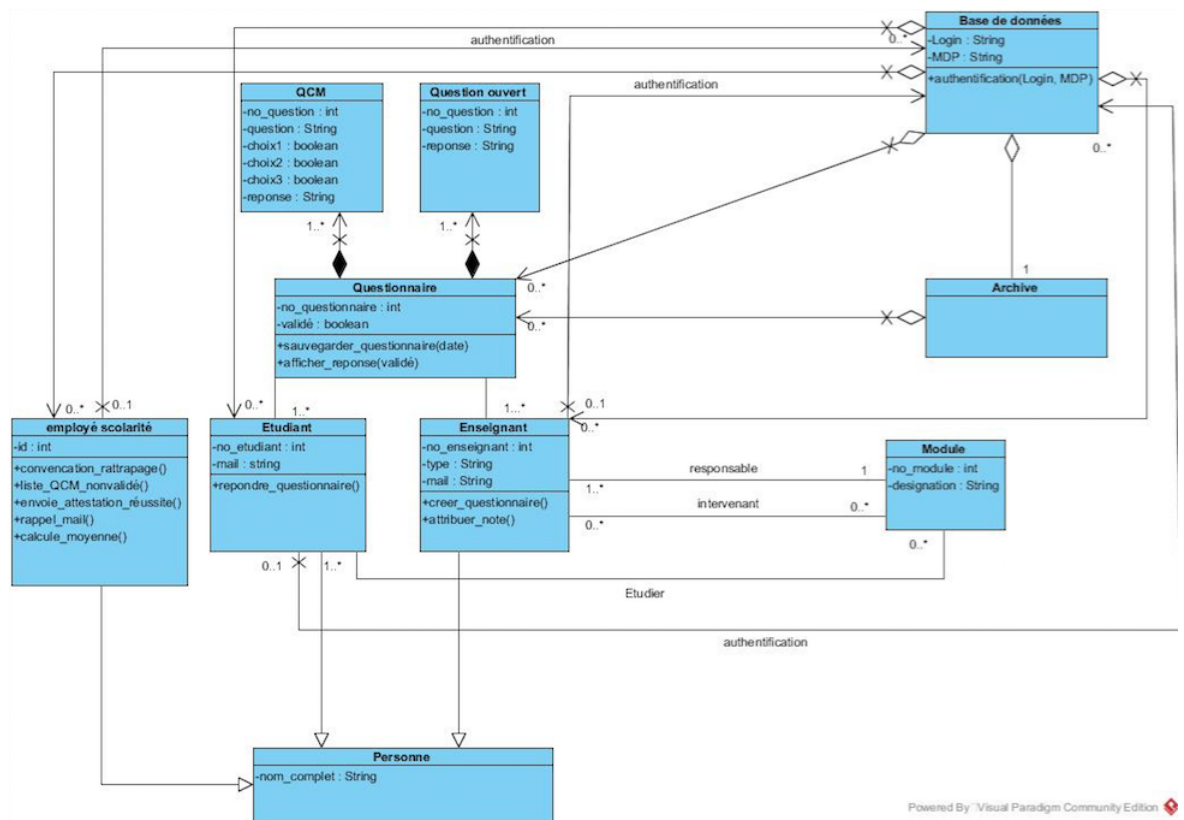 Base de données
-Login : String
-MDP : String
+authentification(Login, MDP)
authentification
0..*
authentification
QCM
-no_question : int
-question : String
-choix1 : boolean
-choix2 : boolean
-choix3 : boolean
-reponse : String
Question ouvert
-no_question : int
-question : String
-reponse : String
0..*
1..*
1..*
Questionnaire
-no_questionnaire : int
-validé : boolean
+sauvegarder_questionnaire(date)
+afficher_reponse(validé)
0..*
0..*
1
Archive
0..*
0..1
0..*
1..*
1...*
0..1
0..*
employé scolarité
-id : int
+convencation_rattrapage()
+liste_QCM_nonvalidé()
+envoie_attestation_réussite()
+rappel_mail()
+calcule_moyenne()
Etudiant
-no_etudiant : int
-mail : string
+repondre_questionnaire()
Enseignant
-no_enseignant : int
-type : String
-mail : String
+creer_questionnaire()
+attribuer_note()
responsable
1
1..*
intervenant
0..*
0..*
Module
-no_module : int
-designation : String
0..*
0..1
1..*
Etudier
authentification
Personne
-nom_complet : String
Powered By Visual Paradigm Community Edition